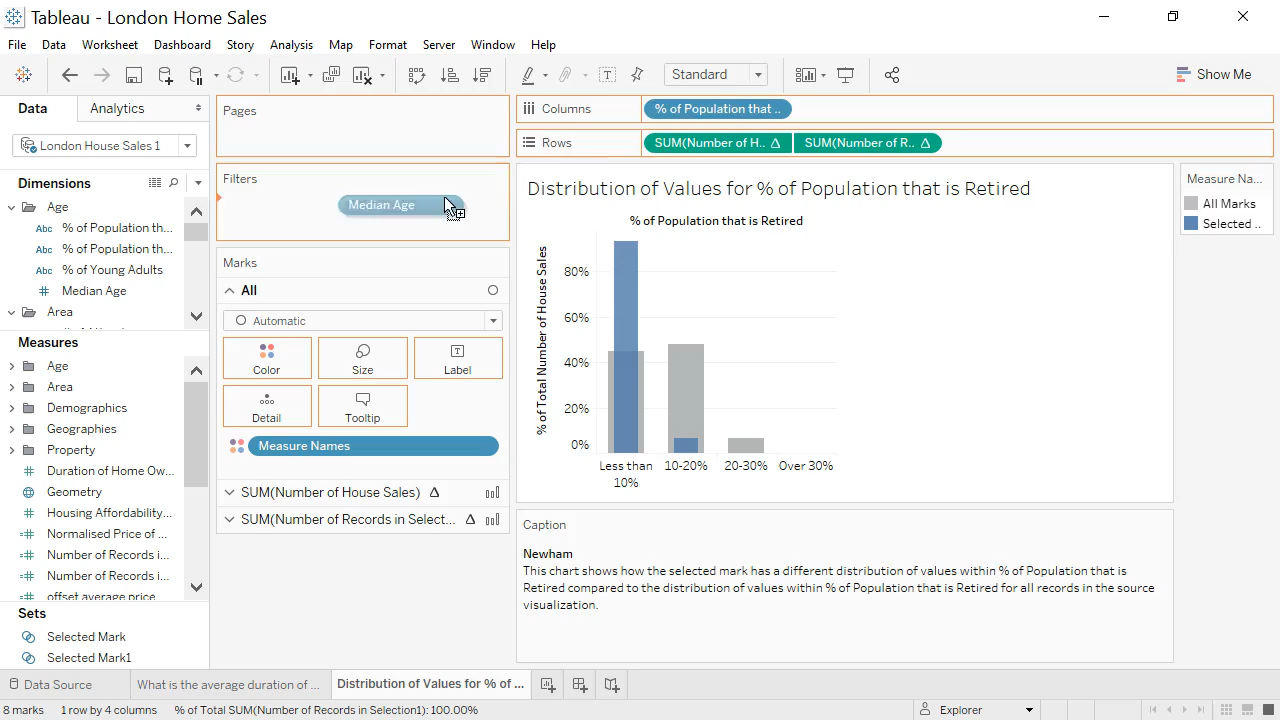 Tableau - London Home Sales
File Data Worksheet Dashboard Story Analysis Map Format Server Window Help
Standard
Show Me
Data Analytics
London House Sales 1
Dimensions
Age
Abc % of Population th...
Abc % of Population th...
Abc % of Young Adults
Median Age
Area
Measures
Age
Area
Demographics
Geographies
Property
Duration of Home Ow...
Geometry
Housing Affordability...
Normalised Price of ...
Number of Records i...
Number of Records i...
offset average price
Sets
Selected Mark
Selected Mark1
Pages
Filters
Median Age
Marks
All
Automatic
Color Size Label
Detail Tooltip
Measure Names
SUM(Number of House Sales)
SUM(Number of Records in Select...
Columns
% of Population that ..
Rows
SUM(Number of H.. SUM(Number of R..
Distribution of Values for % of Population that is Retired
% of Population that is Retired
% of Total Number of House Sales
80%
60%
40%
20%
0%
Less than
10%
10-20%
20-30%
Over 30%
Measure Na...
All Marks
Selected ..
Caption
Newham
This chart shows how the selected mark has a different distribution of values within % of Population that is
Retired compared to the distribution of values within % of Population that is Retired for all records in the source
visualization.
Data Source What is the average duration of ... Distribution of Values for % of ...
8 marks 1 row by 4 columns % of Total SUM(Number of Records in Selection1): 100.00% Explorer